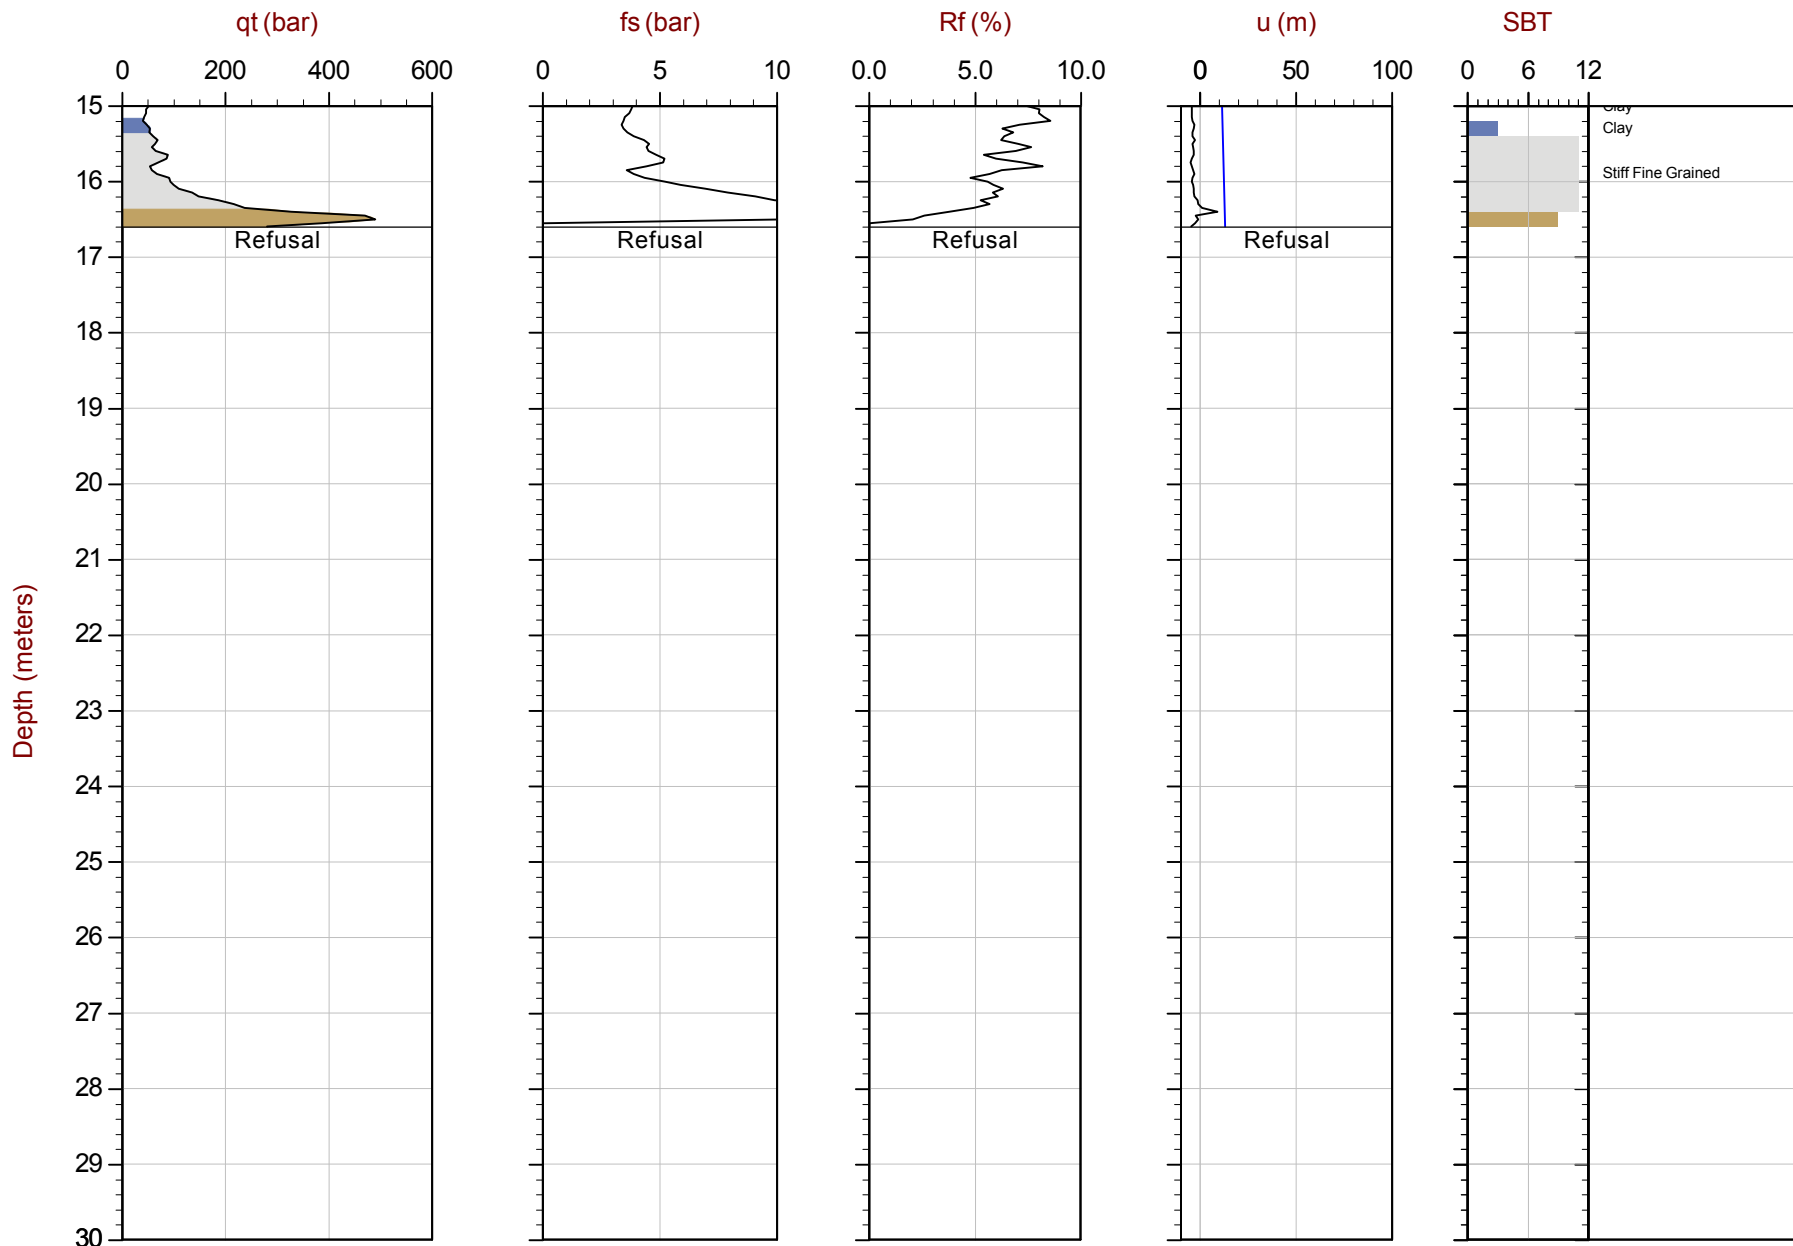 qt (bar) fs (bar) Rf (%) u (m) SBT
0 200 400 600 0 5 10 0.0 5.0 10.0 0 50 100 0 6 12
15
Clay
Clay
Stiff Fine Grained
16
Refusal Refusal Refusal Refusal
17
18
19
20
21
22
23
24
25
26
27
28
29
30
Depth (meters)